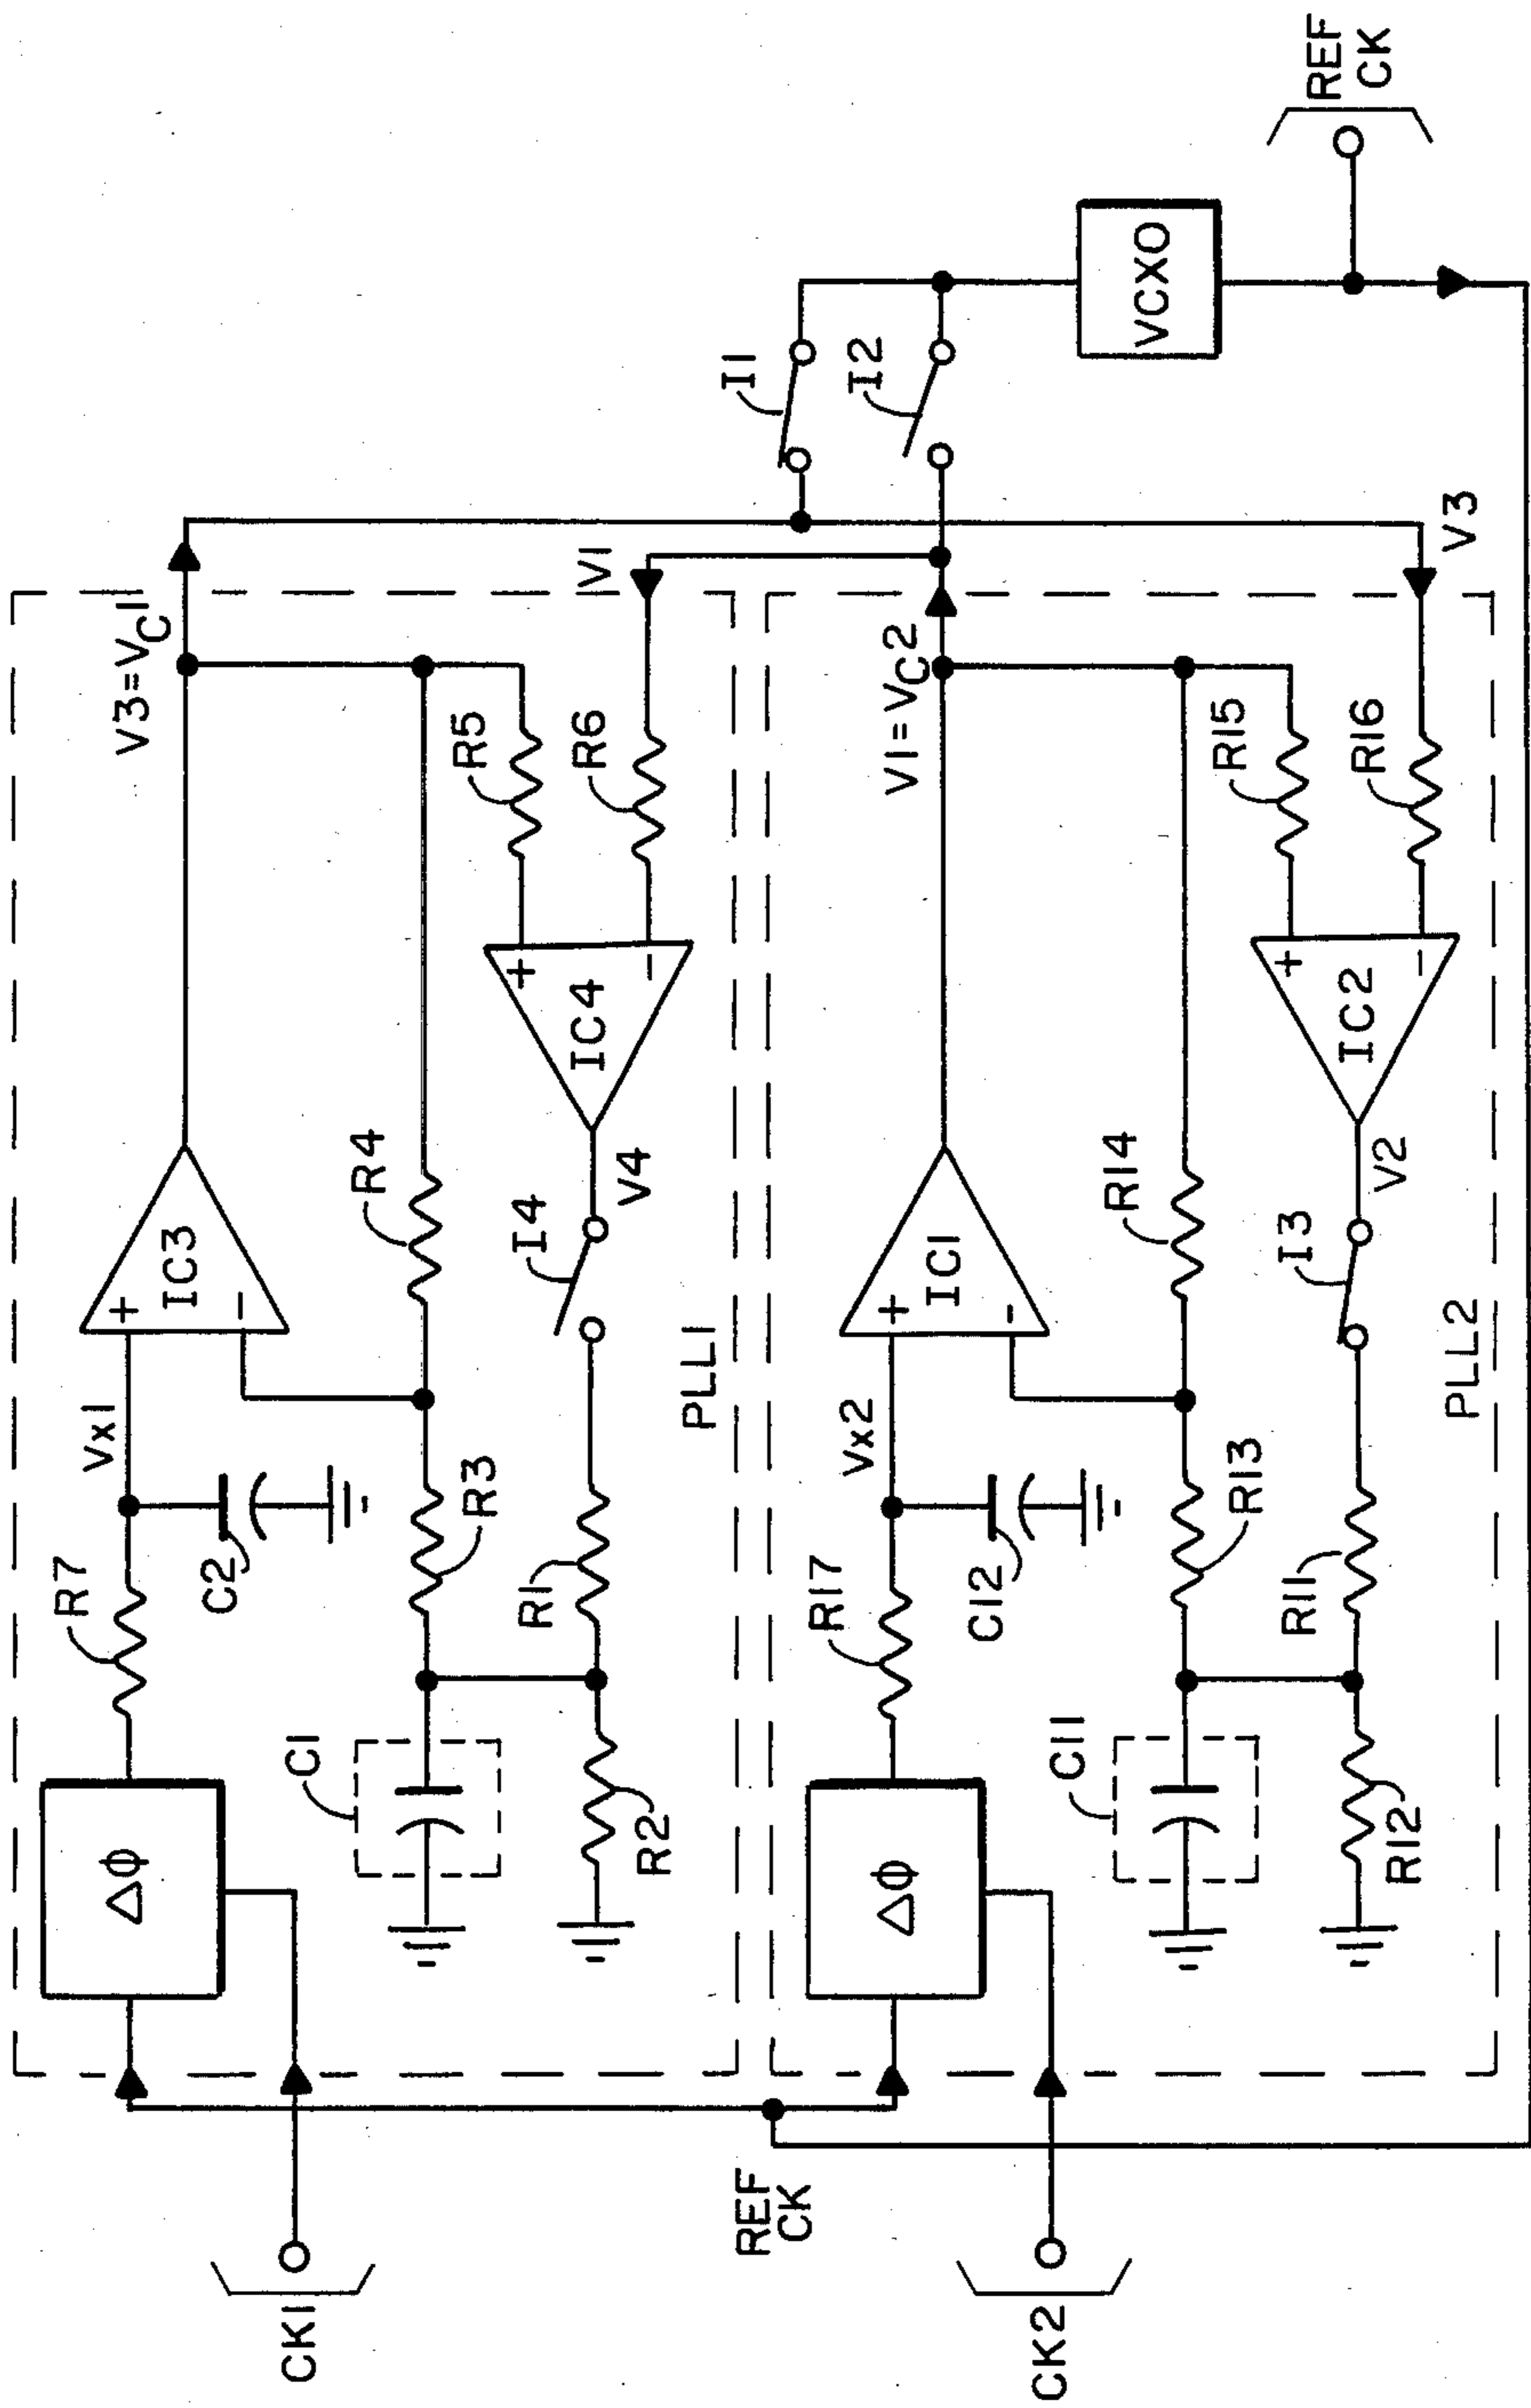 CK1
REF
CK
CK2
ΔΦ
R7
Vx1
C2
IC3
+
-
V3=VC1
C1
R3
R4
R2
R1
I4
V4
IC4
+
-
R5
R6
V1
PLL1
I1
I2
ΔΦ
R17
Vx2
C12
IC1
+
-
V1=VC2
C11
R13
R14
R12
R11
I3
V2
IC2
+
-
R15
R16
V3
PLL2
VCXO
REF
CK